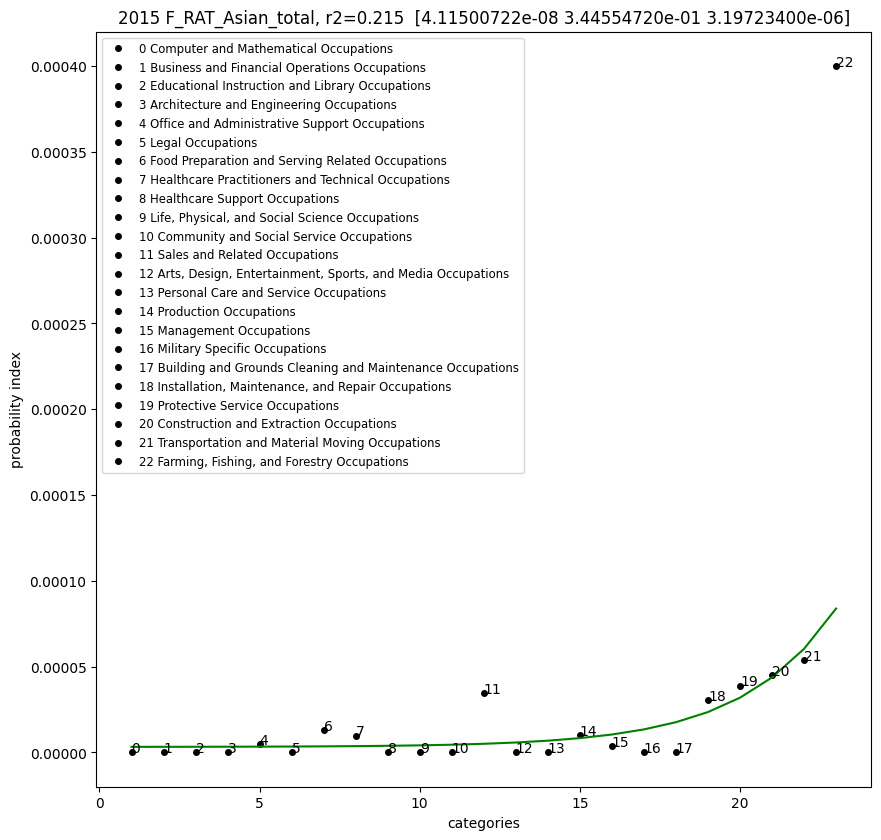 2015 F_RAT_Asian_total, r2=0.215 [4.11500722e-08 3.44554720e-01 3.19723400e-06]
0 Computer and Mathematical Occupations
1 Business and Financial Operations Occupations
2 Educational Instruction and Library Occupations
3 Architecture and Engineering Occupations
4 Office and Administrative Support Occupations
5 Legal Occupations
6 Food Preparation and Serving Related Occupations
7 Healthcare Practitioners and Technical Occupations
8 Healthcare Support Occupations
9 Life, Physical, and Social Science Occupations
10 Community and Social Service Occupations
11 Sales and Related Occupations
12 Arts, Design, Entertainment, Sports, and Media Occupations
13 Personal Care and Service Occupations
14 Production Occupations
15 Management Occupations
16 Military Specific Occupations
17 Building and Grounds Cleaning and Maintenance Occupations
18 Installation, Maintenance, and Repair Occupations
19 Protective Service Occupations
20 Construction and Extraction Occupations
21 Transportation and Material Moving Occupations
22 Farming, Fishing, and Forestry Occupations
probability index
0.00040
0.00035
0.00030
0.00025
0.00020
0.00015
0.00010
0.00005
0.00000
0
1
2
3
4
5
6
7
8
9
10
11
12
13
14
15
16
17
18
19
20
21
22
0 5 10 15 20
categories